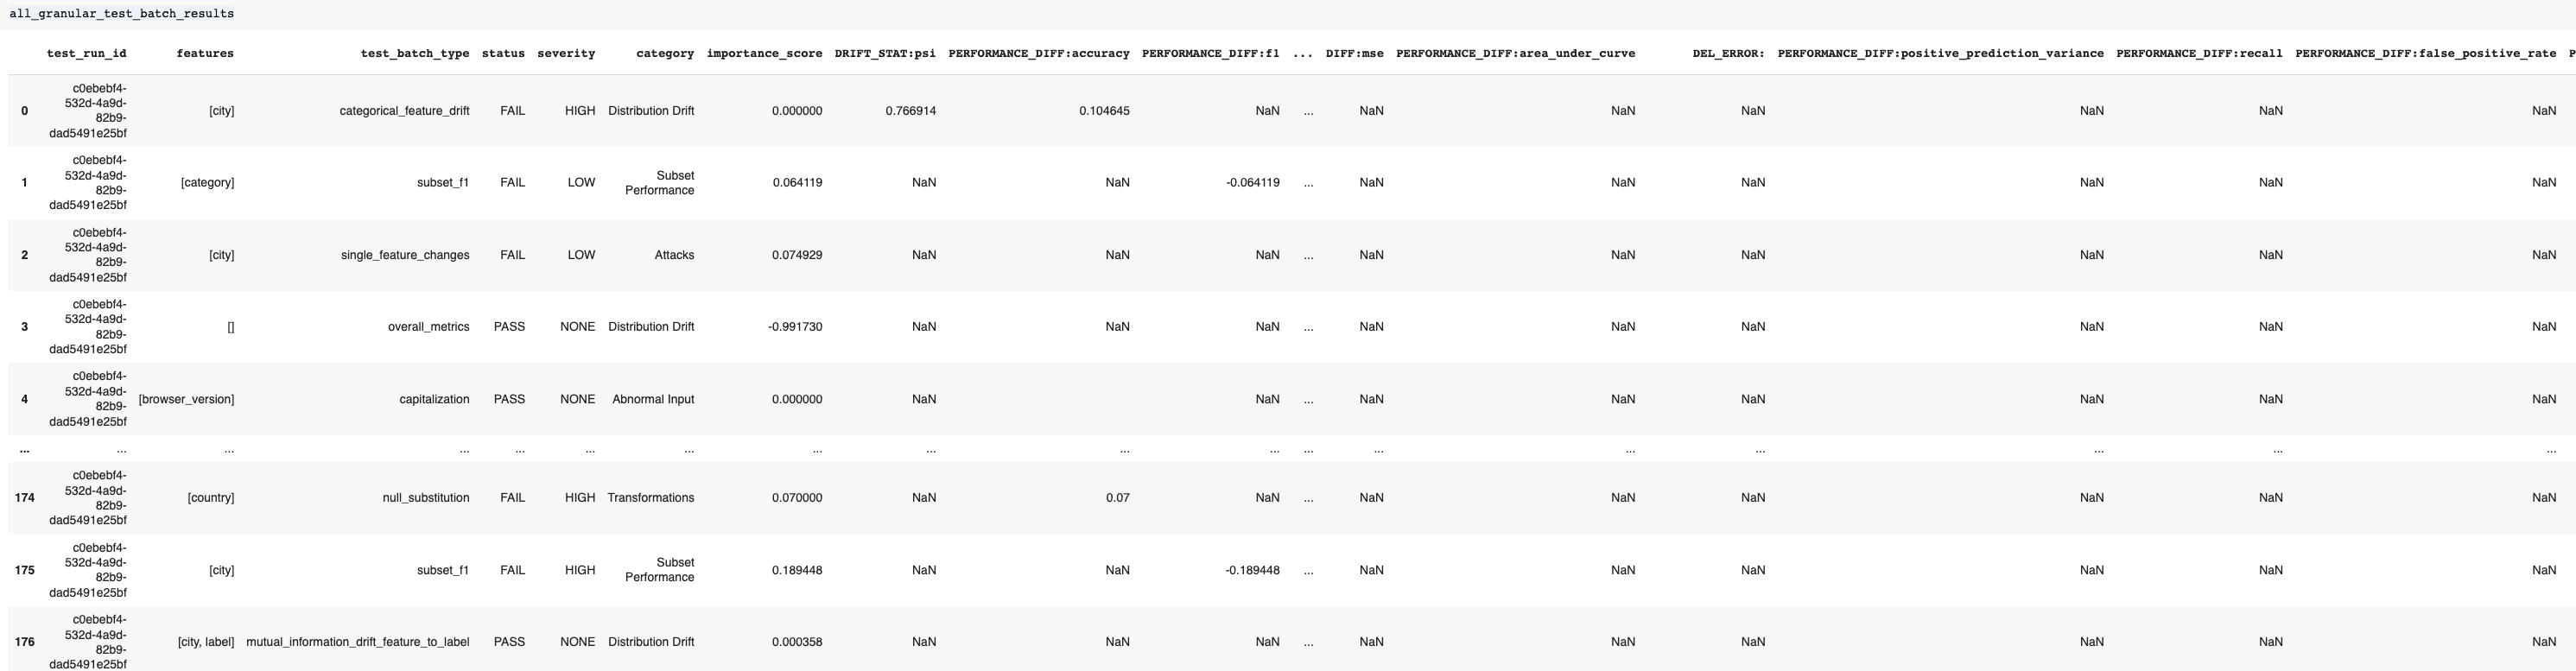 all_granular_test_batch_results
test_run_id features test_batch_type status severity category importance_score DRIFT_STAT:psi PERFORMANCE_DIFF:accuracy PERFORMANCE_DIFF:f1 ... DIFF:mse PERFORMANCE_DIFF:area_under_curve DEL_ERROR: PERFORMANCE_DIFF:positive_prediction_variance PERFORMANCE_DIFF:recall PERFORMANCE_DIFF:false_positive_rate P
c0ebebf4-
532d-4a9d-
0 [city] categorical_feature_drift FAIL HIGH Distribution Drift 0.000000 0.766914 0.104645 NaN ... NaN NaN NaN NaN NaN NaN
82b9-
dad5491e25bf
c0ebebf4-
532d-4a9d- Subset
1 [category] subset_f1 FAIL LOW 0.064119 NaN NaN -0.064119 ... NaN NaN NaN NaN NaN NaN
82b9- Performance
dad5491e25bf
c0ebebf4-
532d-4a9d-
2 [city] single_feature_changes FAIL LOW Attacks 0.074929 NaN NaN NaN ... NaN NaN NaN NaN NaN NaN
82b9-
dad5491e25bf
c0ebebf4-
532d-4a9d-
3 [] overall_metrics PASS NONE Distribution Drift -0.991730 NaN NaN NaN ... NaN NaN NaN NaN NaN NaN
82b9-
dad5491e25bf
c0ebebf4-
532d-4a9d-
4 [browser_version] capitalization PASS NONE Abnormal Input 0.000000 NaN NaN ... NaN NaN NaN NaN NaN NaN
82b9-
dad5491e25bf
... ... ... ... ... ... ... ... ... ... ... ... ... ... ... ... ... ...
c0ebebf4-
532d-4a9d-
174 [country] null_substitution FAIL HIGH Transformations 0.070000 NaN 0.07 NaN ... NaN NaN NaN NaN NaN NaN
82b9-
dad5491e25bf
c0ebebf4-
532d-4a9d- Subset
175 [city] subset_f1 FAIL HIGH 0.189448 NaN NaN -0.189448 ... NaN NaN NaN NaN NaN NaN
82b9- Performance
dad5491e25bf
c0ebebf4-
532d-4a9d-
176 [city, label] mutual_information_drift_feature_to_label PASS NONE Distribution Drift 0.000358 NaN NaN NaN ... NaN NaN NaN NaN NaN NaN
82b9-
dad5491e25bf